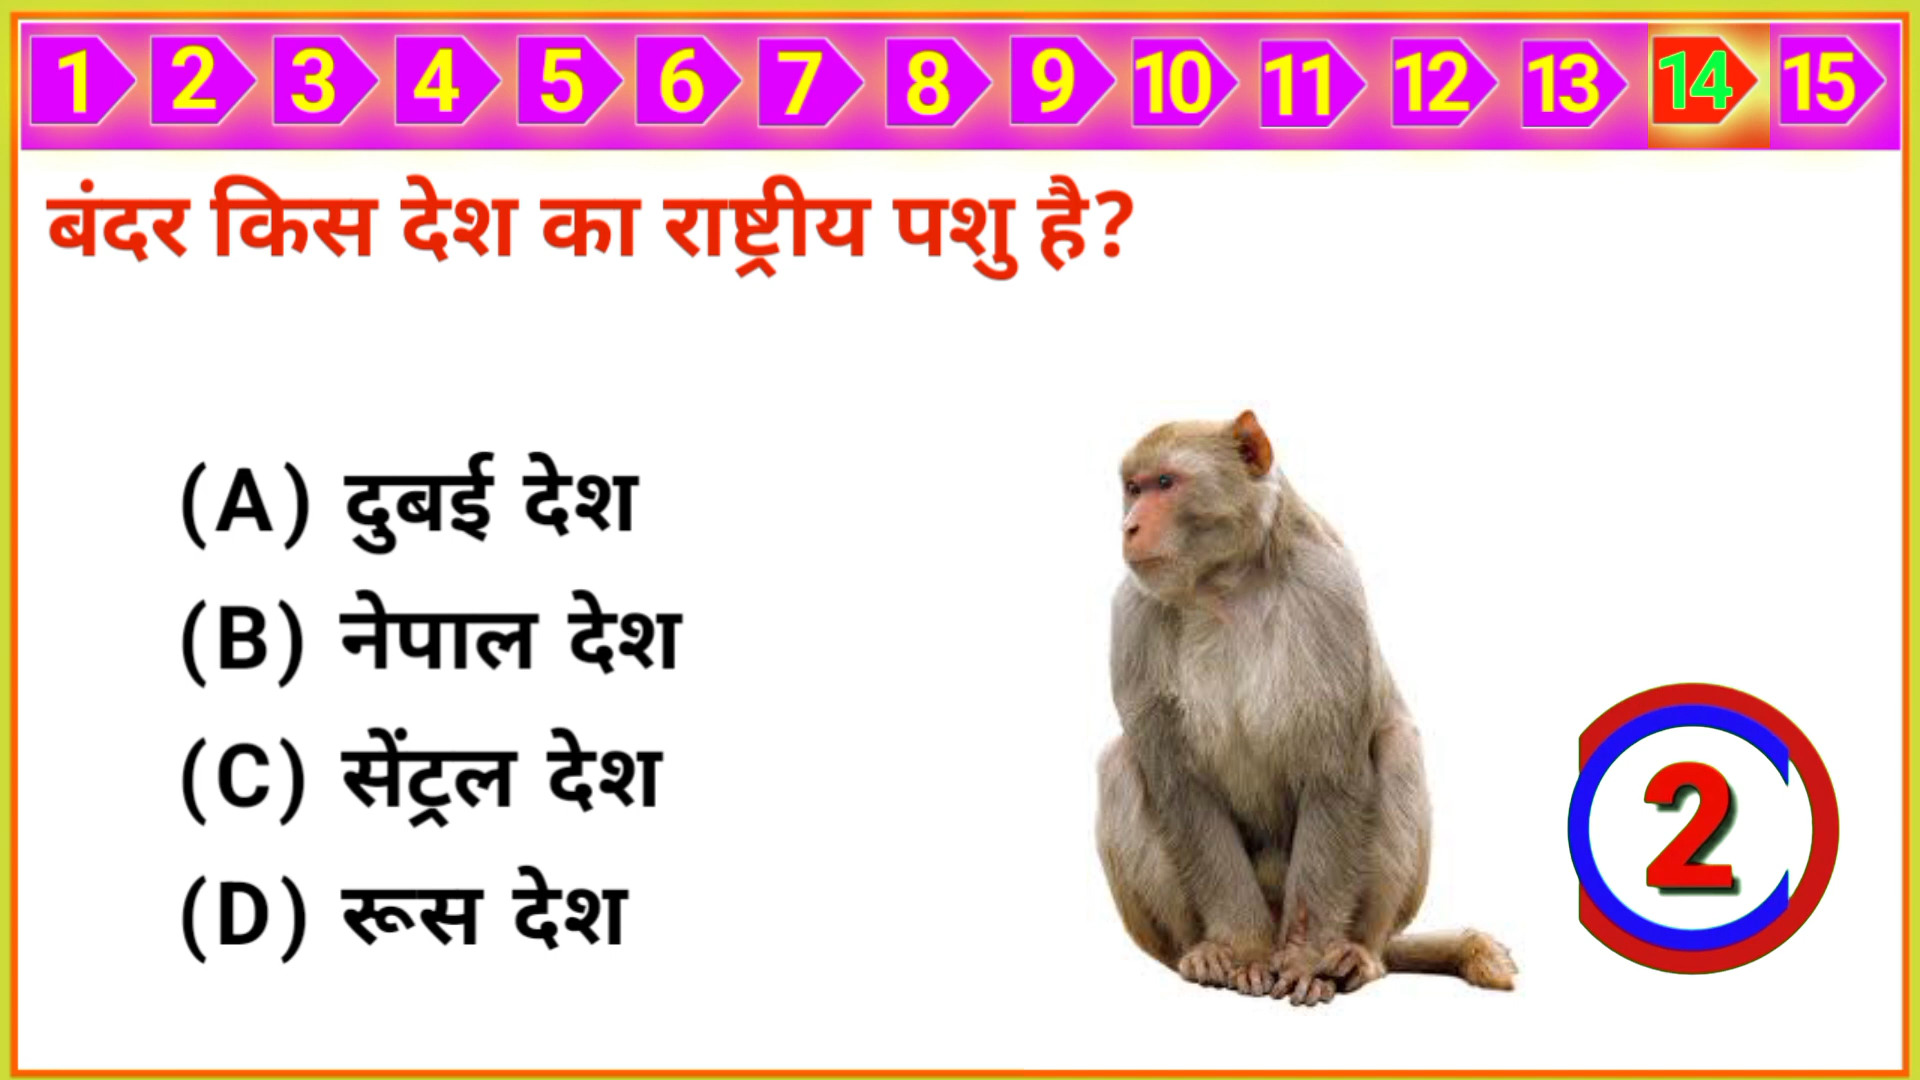 1 2 3 4 5 6 7 8 9 10 11 12 13 14 15
बंदर किस देश का राष्ट्रीय पशु है?
(A) दुबई देश
(B) नेपाल देश
(C) सेंट्रल देश
(D) रूस देश
2